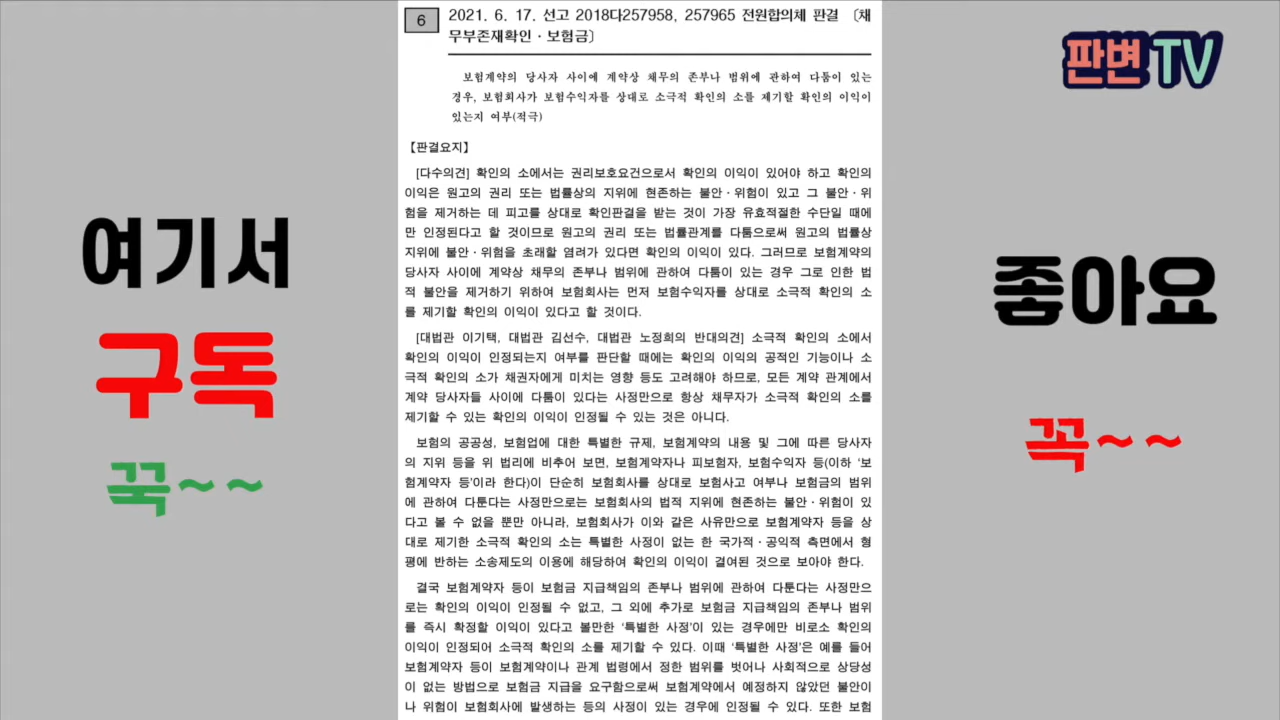 6
2021. 6. 17. 선고 2018다257958, 257965 전원합의체 판결 〔채
무부존재확인 · 보험금〕
판변 TV
보험계약의 당사자 사이에 계약상 채무의 존부나 범위에 관하여 다툼이 있는
경우, 보험회사가 보험수익자를 상대로 소극적 확인의 소를 제기할 확인의 이익이
있는지 여부(적극)
【판결요지】
[다수의견] 확인의 소에서는 권리보호요건으로서 확인의 이익이 있어야 하고 확인의
이익은 원고의 권리 또는 법률상의 지위에 현존하는 불안 · 위험이 있고 그 불안 · 위
험을 제거하는 데 피고를 상대로 확인판결을 받는 것이 가장 유효적절한 수단일 때에
만 인정된다고 할 것이므로 원고의 권리 또는 법률관계를 다툼으로써 원고의 법률상
지위에 불안 · 위험을 초래할 염려가 있다면 확인의 이익이 있다. 그러므로 보험계약의
당사자 사이에 계약상 채무의 존부나 범위에 관하여 다툼이 있는 경우 그로 인한 법
적 불안을 제거하기 위하여 보험회사는 먼저 보험수익자를 상대로 소극적 확인의 소
를 제기할 확인의 이익이 있다고 할 것이다.
[대법관 이기택, 대법관 김선수, 대법관 노정희의 반대의견] 소극적 확인의 소에서
확인의 이익이 인정되는지 여부를 판단할 때에는 확인의 이익의 공적인 기능이나 소
극적 확인의 소가 채권자에게 미치는 영향 등도 고려해야 하므로, 모든 계약 관계에서
계약 당사자들 사이에 다툼이 있다는 사정만으로 항상 채무자가 소극적 확인의 소를
제기할 수 있는 확인의 이익이 인정될 수 있는 것은 아니다.
보험의 공공성, 보험업에 대한 특별한 규제, 보험계약의 내용 및 그에 따른 당사자
의 지위 등을 위 법리에 비추어 보면, 보험계약자나 피보험자, 보험수익자 등(이하 ‘보
험계약자 등’이라 한다)이 단순히 보험회사를 상대로 보험사고 여부나 보험금의 범위
에 관하여 다툰다는 사정만으로는 보험회사의 법적 지위에 현존하는 불안 · 위험이 있
다고 볼 수 없을 뿐만 아니라, 보험회사가 이와 같은 사유만으로 보험계약자 등을 상
대로 제기한 소극적 확인의 소는 특별한 사정이 없는 한 국가적 · 공익적 측면에서 형
평에 반하는 소송제도의 이용에 해당하여 확인의 이익이 결여된 것으로 보아야 한다.
결국 보험계약자 등이 보험금 지급책임의 존부나 범위에 관하여 다툰다는 사정만으
로는 확인의 이익이 인정될 수 없고, 그 외에 추가로 보험금 지급책임의 존부나 범위
를 즉시 확정할 이익이 있다고 볼만한 ‘특별한 사정’이 있는 경우에만 비로소 확인의
이익이 인정되어 소극적 확인의 소를 제기할 수 있다. 이때 ‘특별한 사정’은 예를 들어
보험계약자 등이 보험계약이나 관계 법령에서 정한 범위를 벗어나 사회적으로 상당성
이 없는 방법으로 보험금 지급을 요구함으로써 보험계약에서 예정하지 않았던 불안이
나 위험이 보험회사에 발생하는 등의 사정이 있는 경우에 인정될 수 있다. 또한 보험
여기서
구독
꾹~~
좋아요
꼭~~